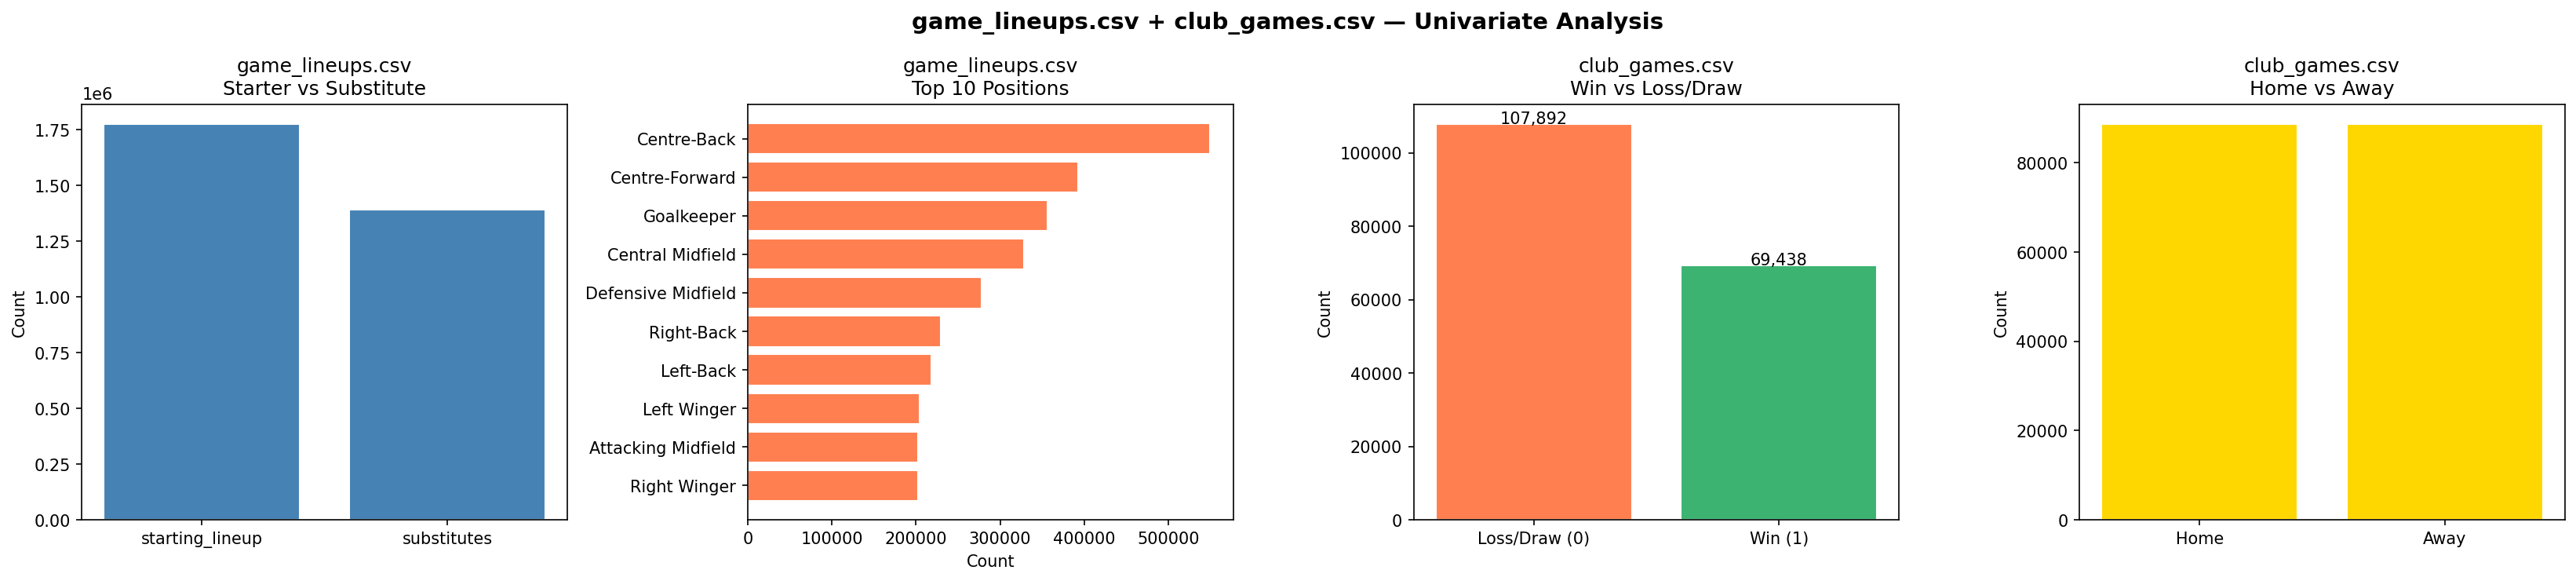 game_lineups.csv + club_games.csv — Univariate Analysis
game_lineups.csv
Starter vs Substitute
1e6
1.75
1.50
1.25
1.00
0.75
0.50
0.25
0.00
Count
starting_lineup
substitutes
game_lineups.csv
Top 10 Positions
Centre-Back
Centre-Forward
Goalkeeper
Central Midfield
Defensive Midfield
Right-Back
Left-Back
Left Winger
Attacking Midfield
Right Winger
0 100000 200000 300000 400000 500000
Count
club_games.csv
Win vs Loss/Draw
107,892
69,438
100000
80000
60000
40000
20000
0
Count
Loss/Draw (0)
Win (1)
club_games.csv
Home vs Away
80000
60000
40000
20000
0
Count
Home
Away